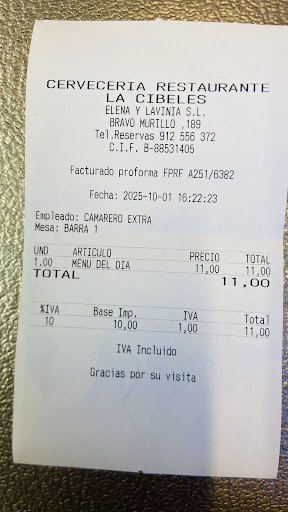 CERVECERIA RESTAURANTE
LA CIBELES
ELENA Y LAVINIA S.L.
BRAVO MURILLO ,189
Tel.Reservas 912 556 372
C.I.F. B-88531405
Facturado proforma FPRF A251/6382
Fecha: 2025-10-01 16:22:23
Empleado: CAMARERO EXTRA
Mesa: BARRA 1
UND ARTICULO PRECIO TOTAL
1.00 MENU DEL DIA 11,00 11,00
TOTAL 11,00
%IVA Base Imp. IVA Total
10 10,00 1,00 11,00
IVA Incluido
Gracias por su visita